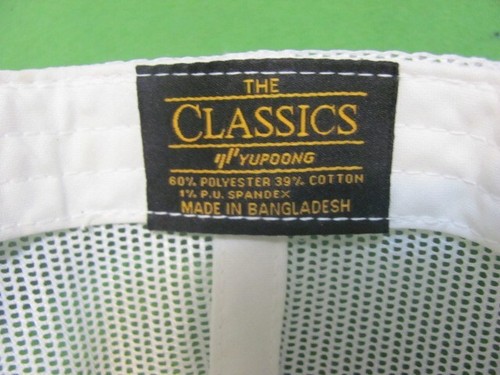 THE
CLASSICS
YUPOONG
60% POLYESTER 39% COTTON
1% P.U. SPANDEX
MADE IN BANGLADESH